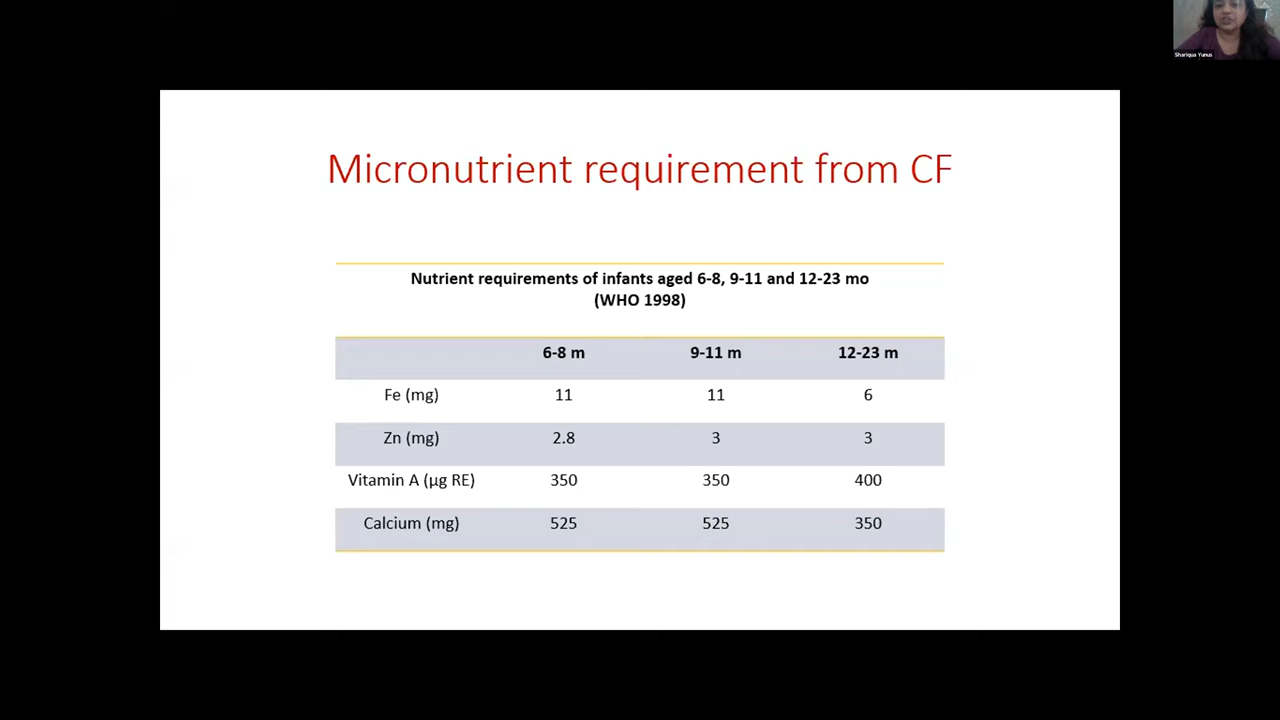 Shariqua Yunus
Micronutrient requirement from CF
Nutrient requirements of infants aged 6-8, 9-11 and 12-23 mo
(WHO 1998)
6-8 m 9-11 m 12-23 m
Fe (mg) 11 11 6
Zn (mg) 2.8 3 3
Vitamin A (µg RE) 350 350 400
Calcium (mg) 525 525 350